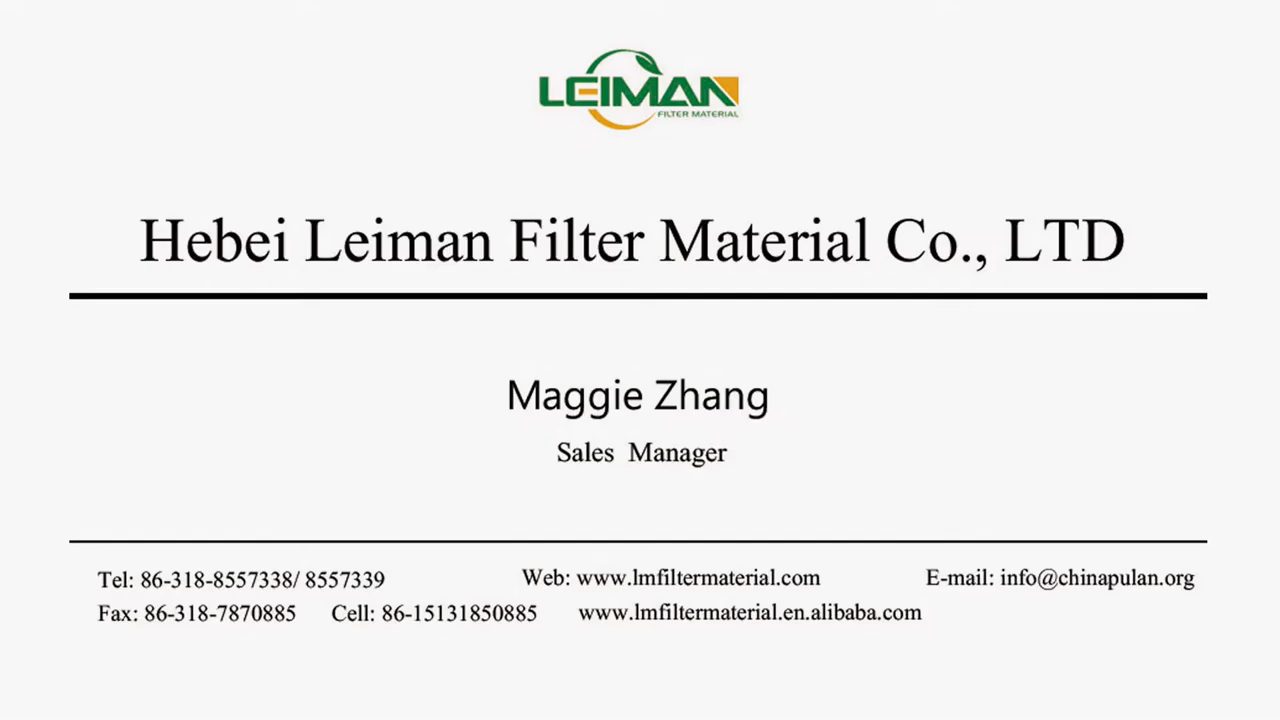 LEIMAN
FILTER MATERIAL
Hebei Leiman Filter Material Co., LTD
Maggie Zhang
Sales Manager
Tel: 86-318-8557338/ 8557339 Web: www.lmfiltermaterial.com E-mail: info@chinapulan.org
Fax: 86-318-7870885 Cell: 86-15131850885 www.lmfiltermaterial.en.alibaba.com